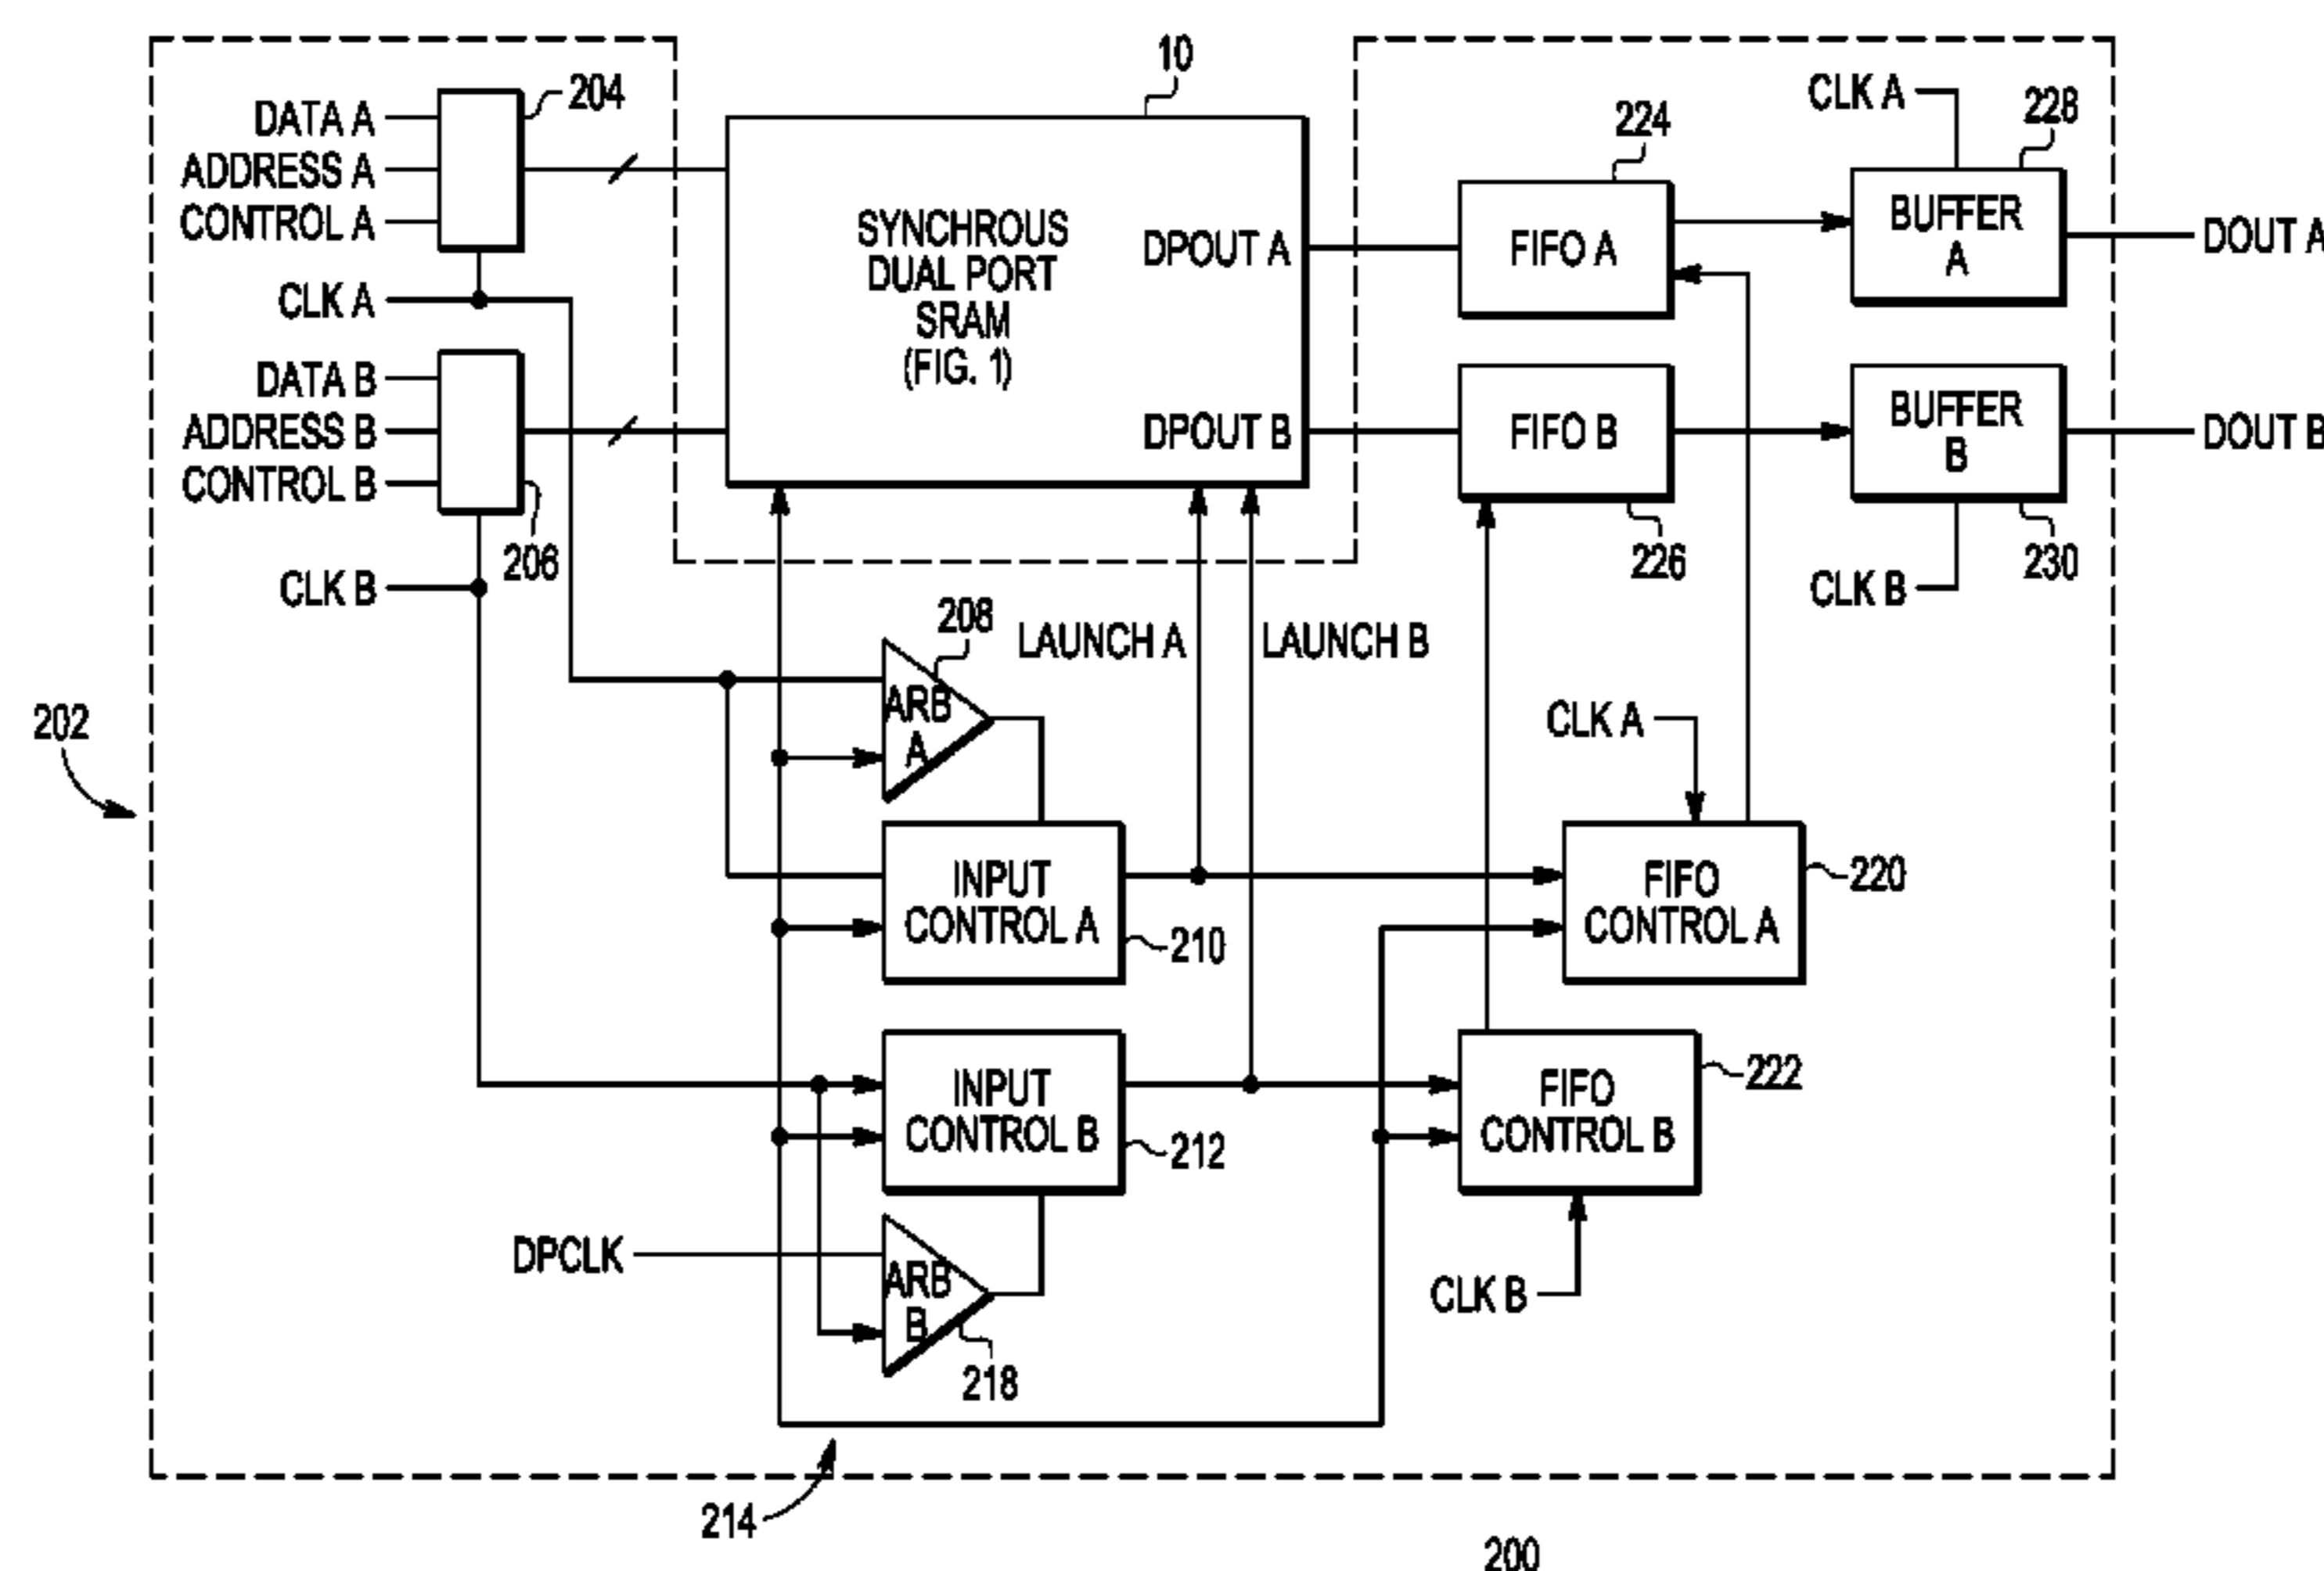 10
DATA A
ADDRESS A
CONTROL A
204
CLK A
DATA B
ADDRESS B
CONTROL B
206
CLK B
SYNCHROUS
DUAL PORT
SRAM
(FIG. 1)
DPOUT A
DPOUT B
224
FIFO A
FIFO B
226
CLK A
228
BUFFER
A
DOUT A
BUFFER
B
DOUT B
230
CLK B
208
LAUNCH A
LAUNCH B
ARB
A
202
CLK A
INPUT
CONTROL A
210
FIFO
CONTROL A
220
INPUT
CONTROL B
212
FIFO
CONTROL B
222
DPCLK
ARB
B
218
CLK B
214
200